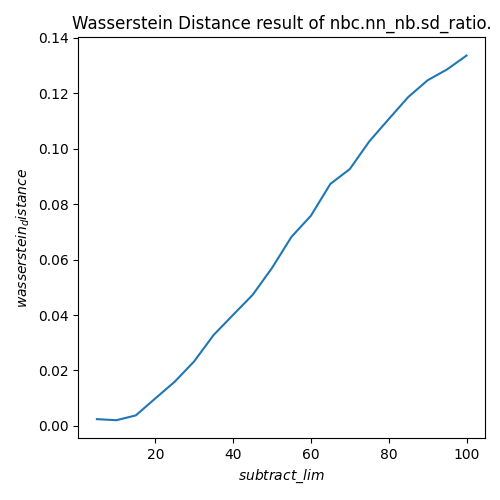 Wasserstein Distance result of nbc.nn_nb.sd_ratio.
0.14
0.12
0.10
0.08
0.06
0.04
0.02
0.00
wasserstein_distance
20 40 60 80 100
subtract_lim